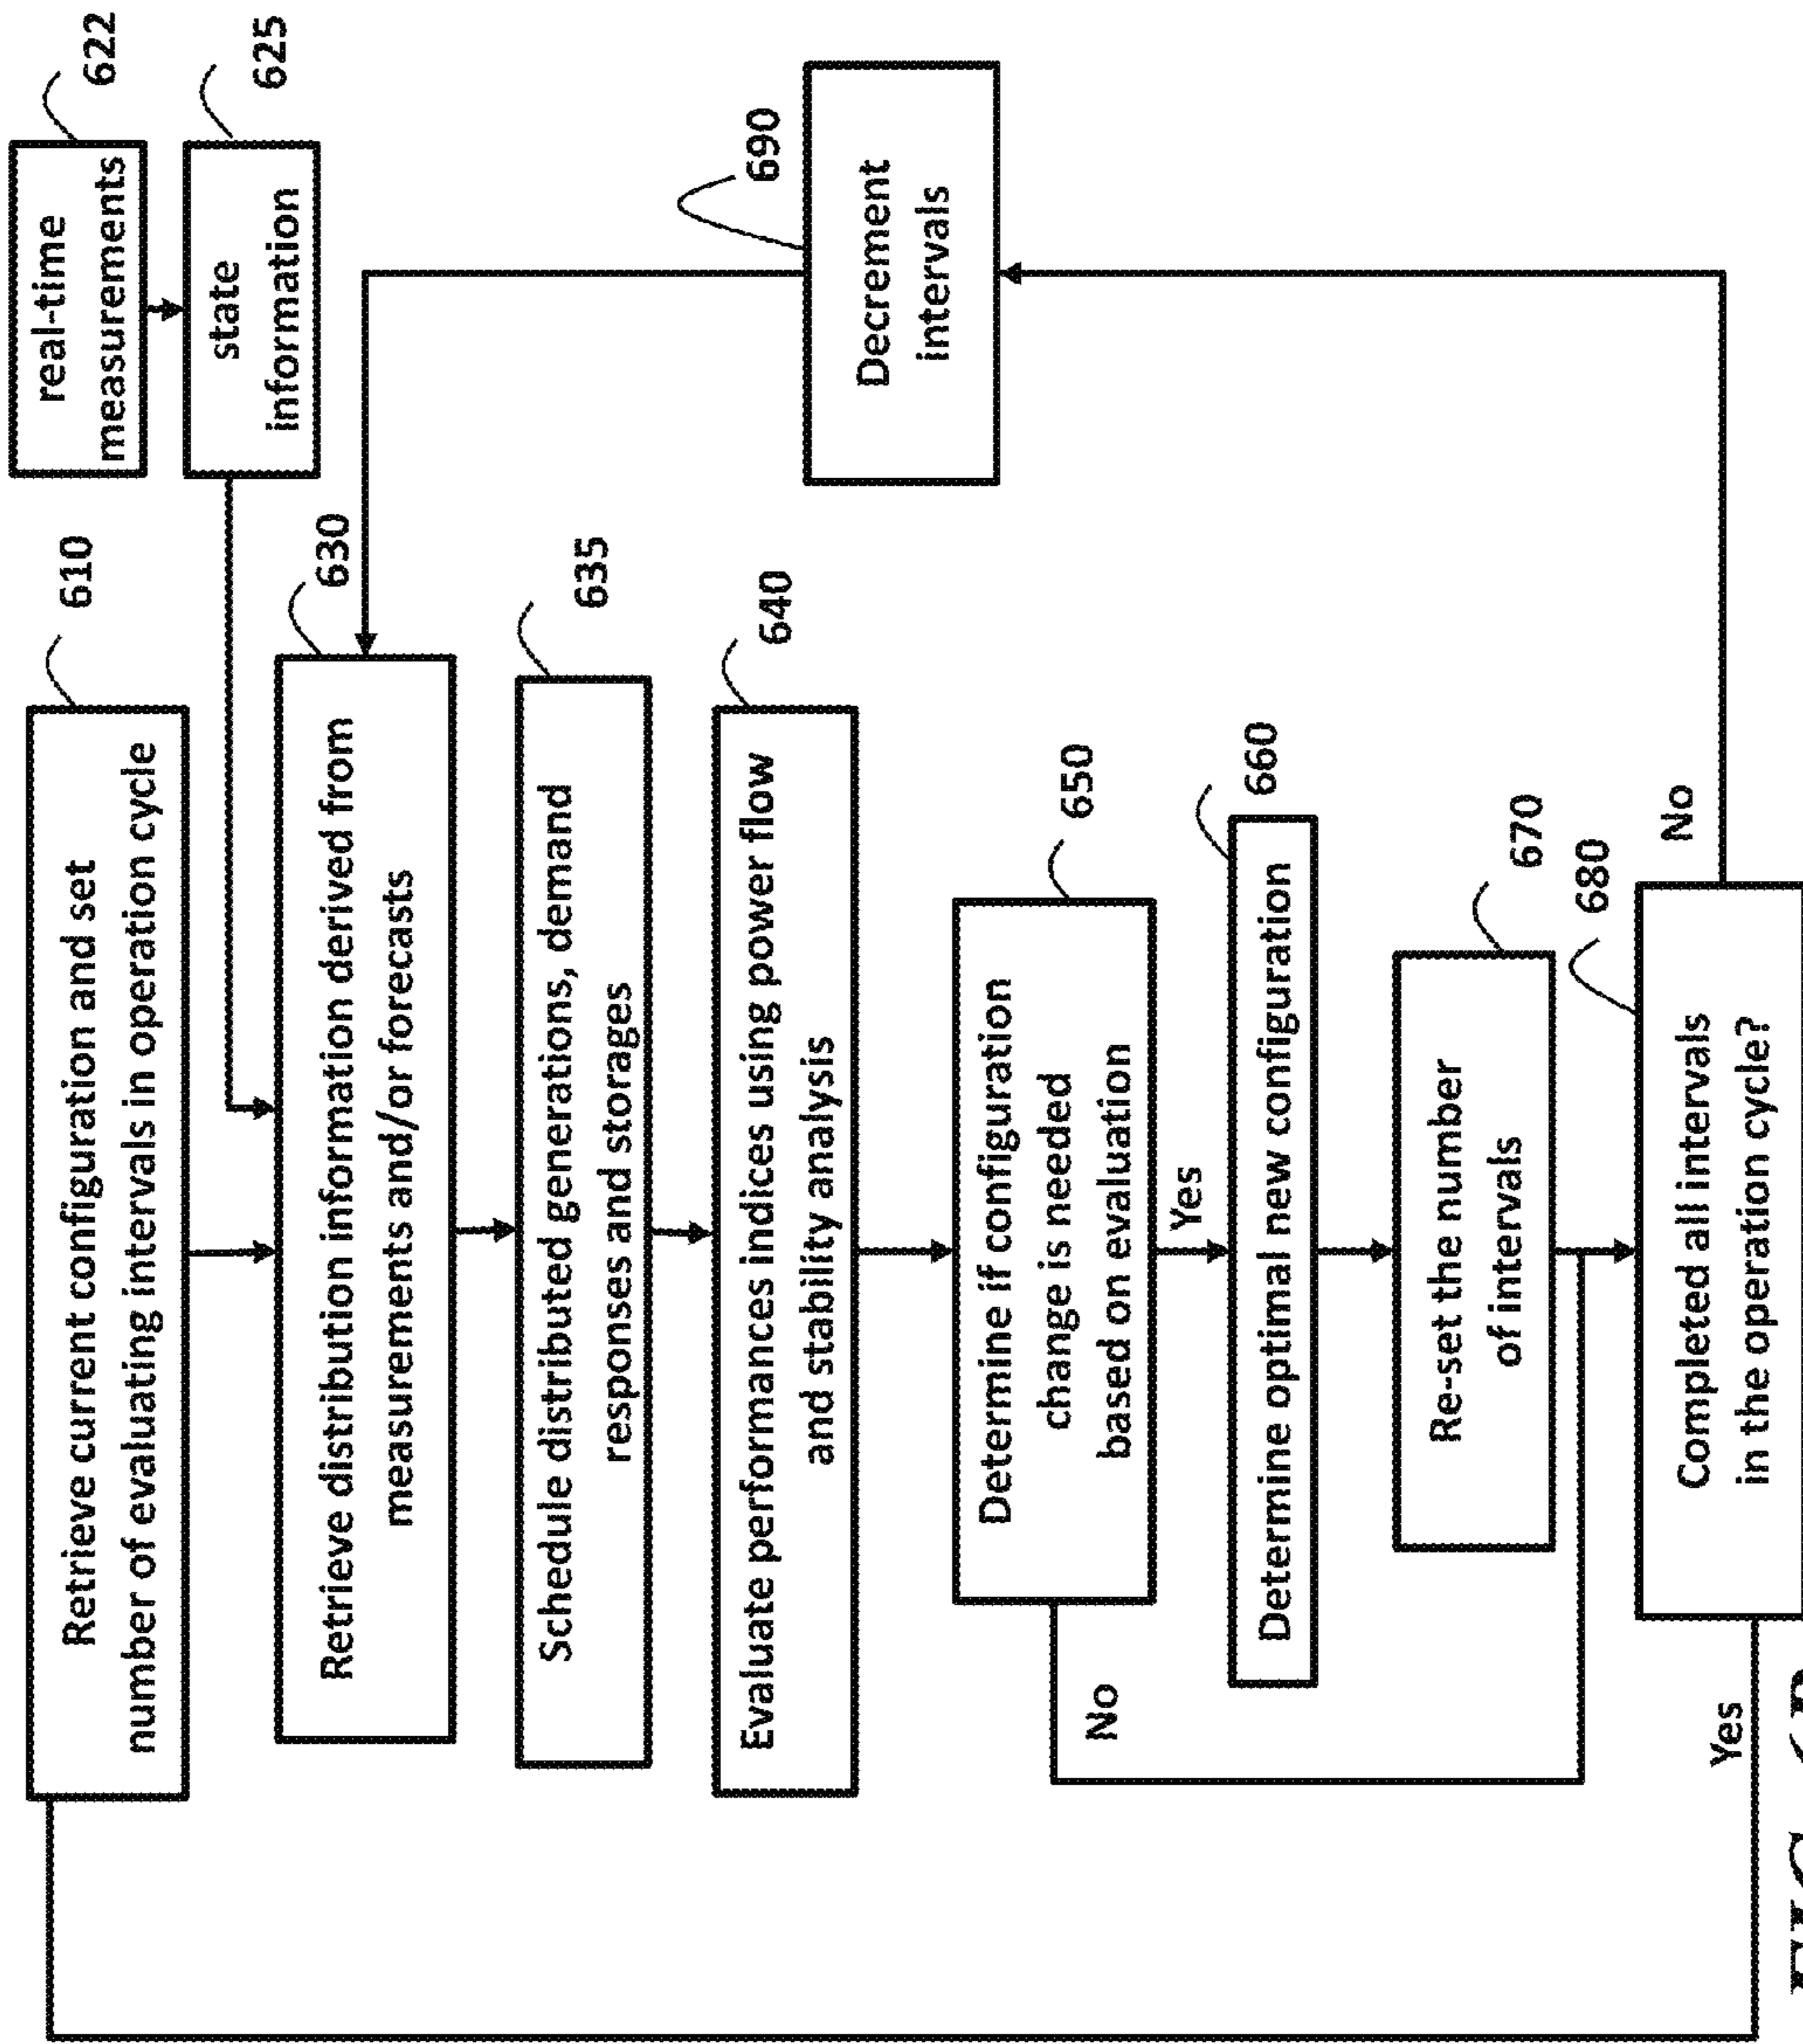 Retrieve current configuration and set
number of evaluating intervals in operation cycle
610
real-time
measurements
622
state
information
625
Retrieve distribution information derived from
measurements and/or forecasts
630
Schedule distributed generations, demand
responses and storages
635
Evaluate performances indices using power flow
and stability analysis
640
Decrement
intervals
690
Determine if configuration
change is needed
based on evaluation
650
No
Yes
Determine optimal new configuration
660
Re-set the number
of intervals
670
Completed all intervals
in the operation cycle?
680
No
Yes